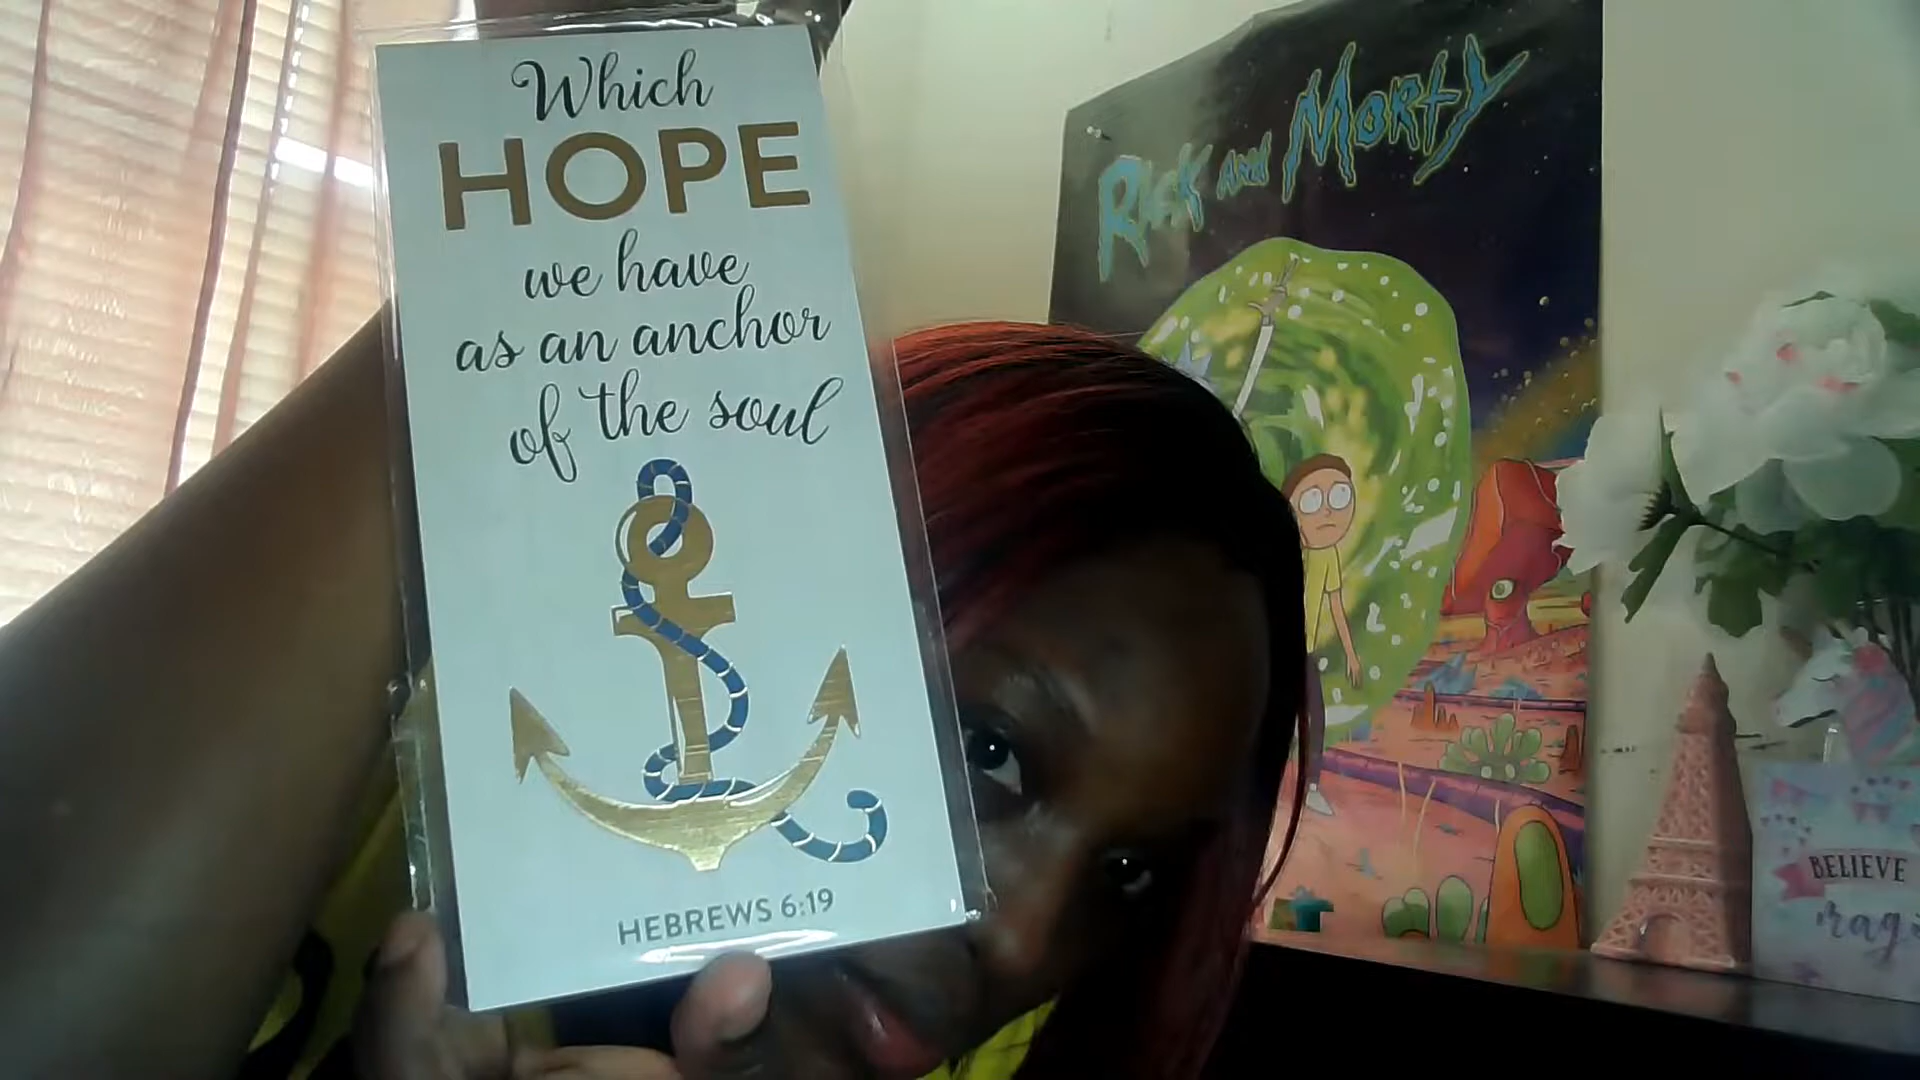 Which
HOPE
we have
as an anchor
of the soul
HEBREWS 6:19
RICK AND MORTY
BELIEVE